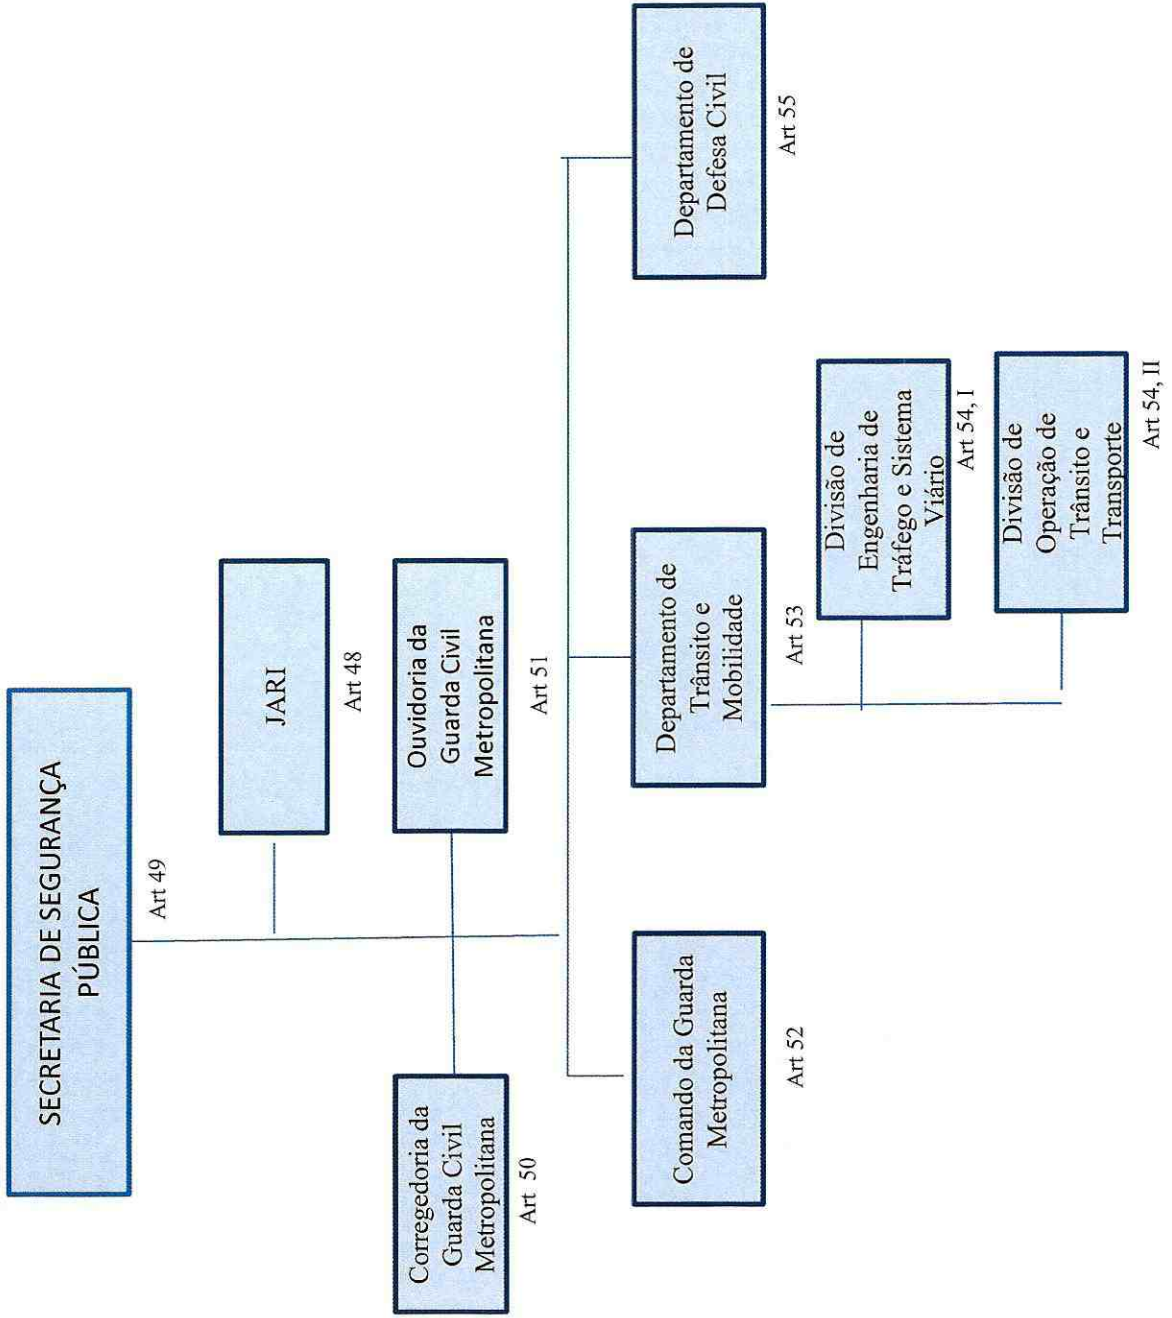 SECRETARIA DE SEGURANÇA
PÚBLICA
Art 49
JARI
Art 48
Corregedoria da
Guarda Civil
Metropolitana
Art 50
Ouvidoria da
Guarda Civil
Metropolitana
Art 51
Comando da Guarda
Metropolitana
Art 52
Departamento de
Trânsito e
Mobilidade
Art 53
Departamento de
Defesa Civil
Art 55
Divisão de
Engenharia de
Tráfego e Sistema
Viário
Art 54, I
Divisão de
Operação de
Trânsito e
Transporte
Art 54, II